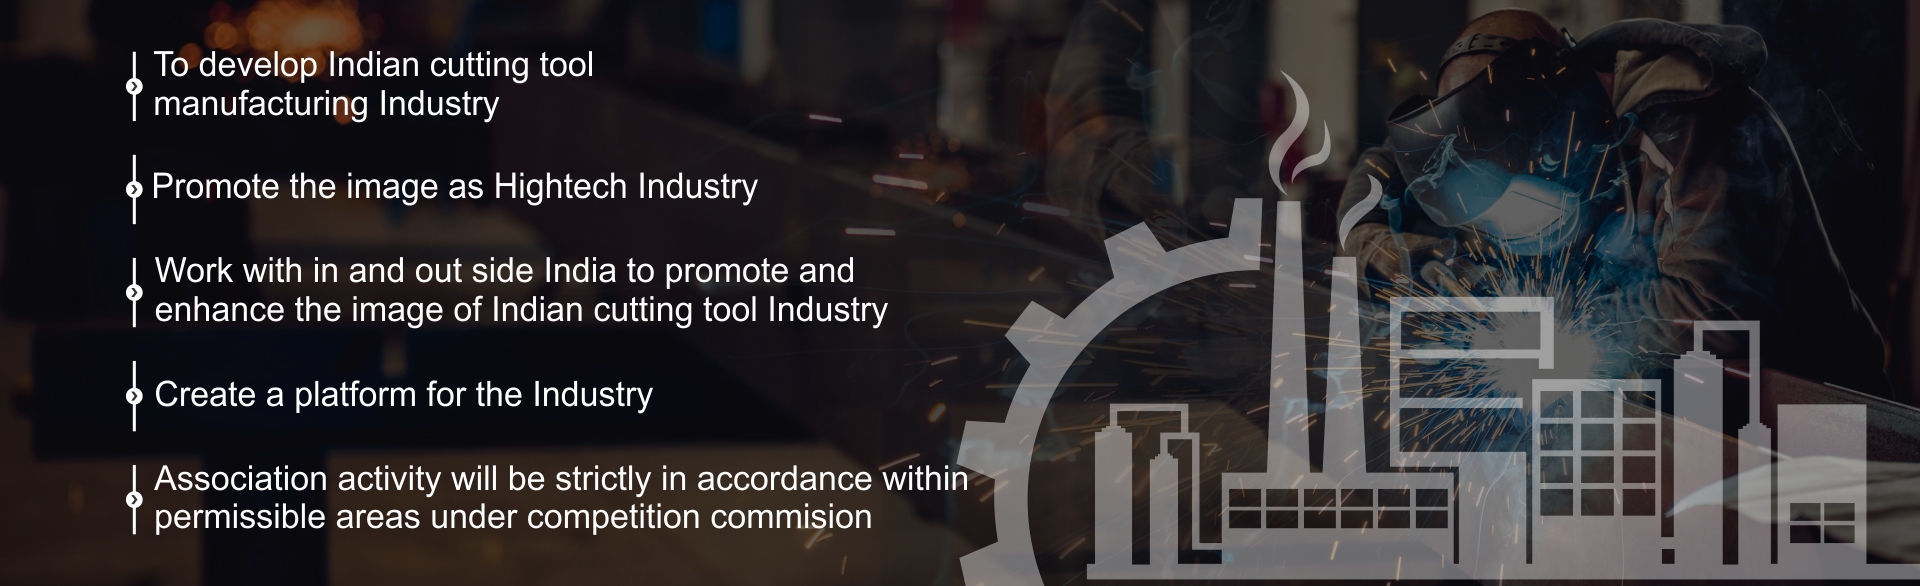 To develop Indian cutting tool
manufacturing Industry
Promote the image as Hightech Industry
Work with in and out side India to promote and
enhance the image of Indian cutting tool Industry
Create a platform for the Industry
Association activity will be strictly in accordance within
permissible areas under competition commision